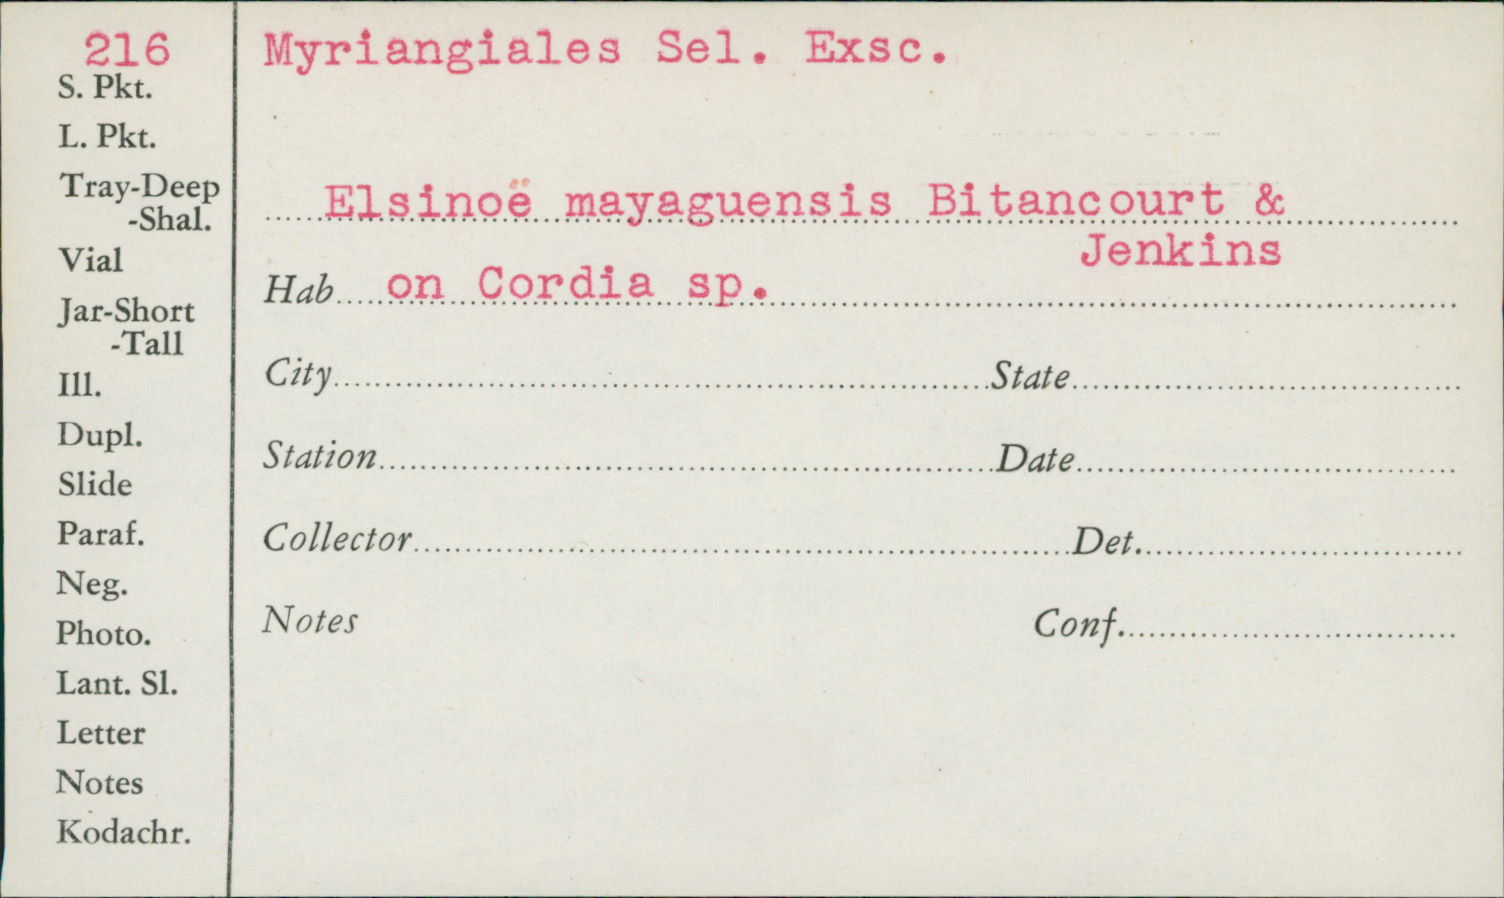 216
S. Pkt.
L. Pkt.
Tray-Deep
-Shal.
Vial
Jar-Short
-Tall
Ill.
Dupl.
Slide
Paraf.
Neg.
Photo.
Lant. Sl.
Letter
Notes
Kodachr.
Myriangiales Sel. Exsc.
Elsinoë mayaguensis Bitancourt &
Jenkins
Hab on Cordia sp.
City State
Station Date
Collector Det.
Notes Conf.